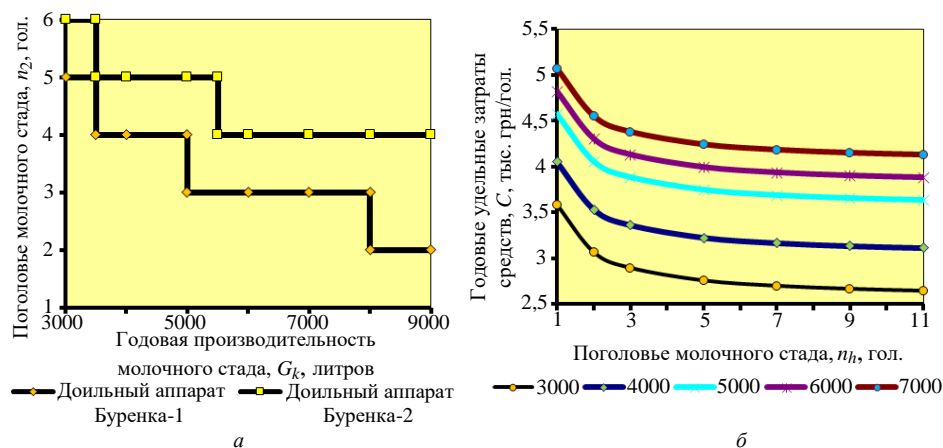 Поголовье молочного стада, n2, гол.
6
5
4
3
2
1
3000 5000 7000 9000
Годовая производительность
молочного стада, Gk, литров
Доильный аппарат Буренка-1
Доильный аппарат Буренка-2
а
Годовые удельные затраты
средств, C, тыс. грн/гол.
5,5
5
4,5
4
3,5
3
2,5
1 3 5 7 9 11
Поголовье молочного стада, nh, гол.
3000 4000 5000 6000 7000
б